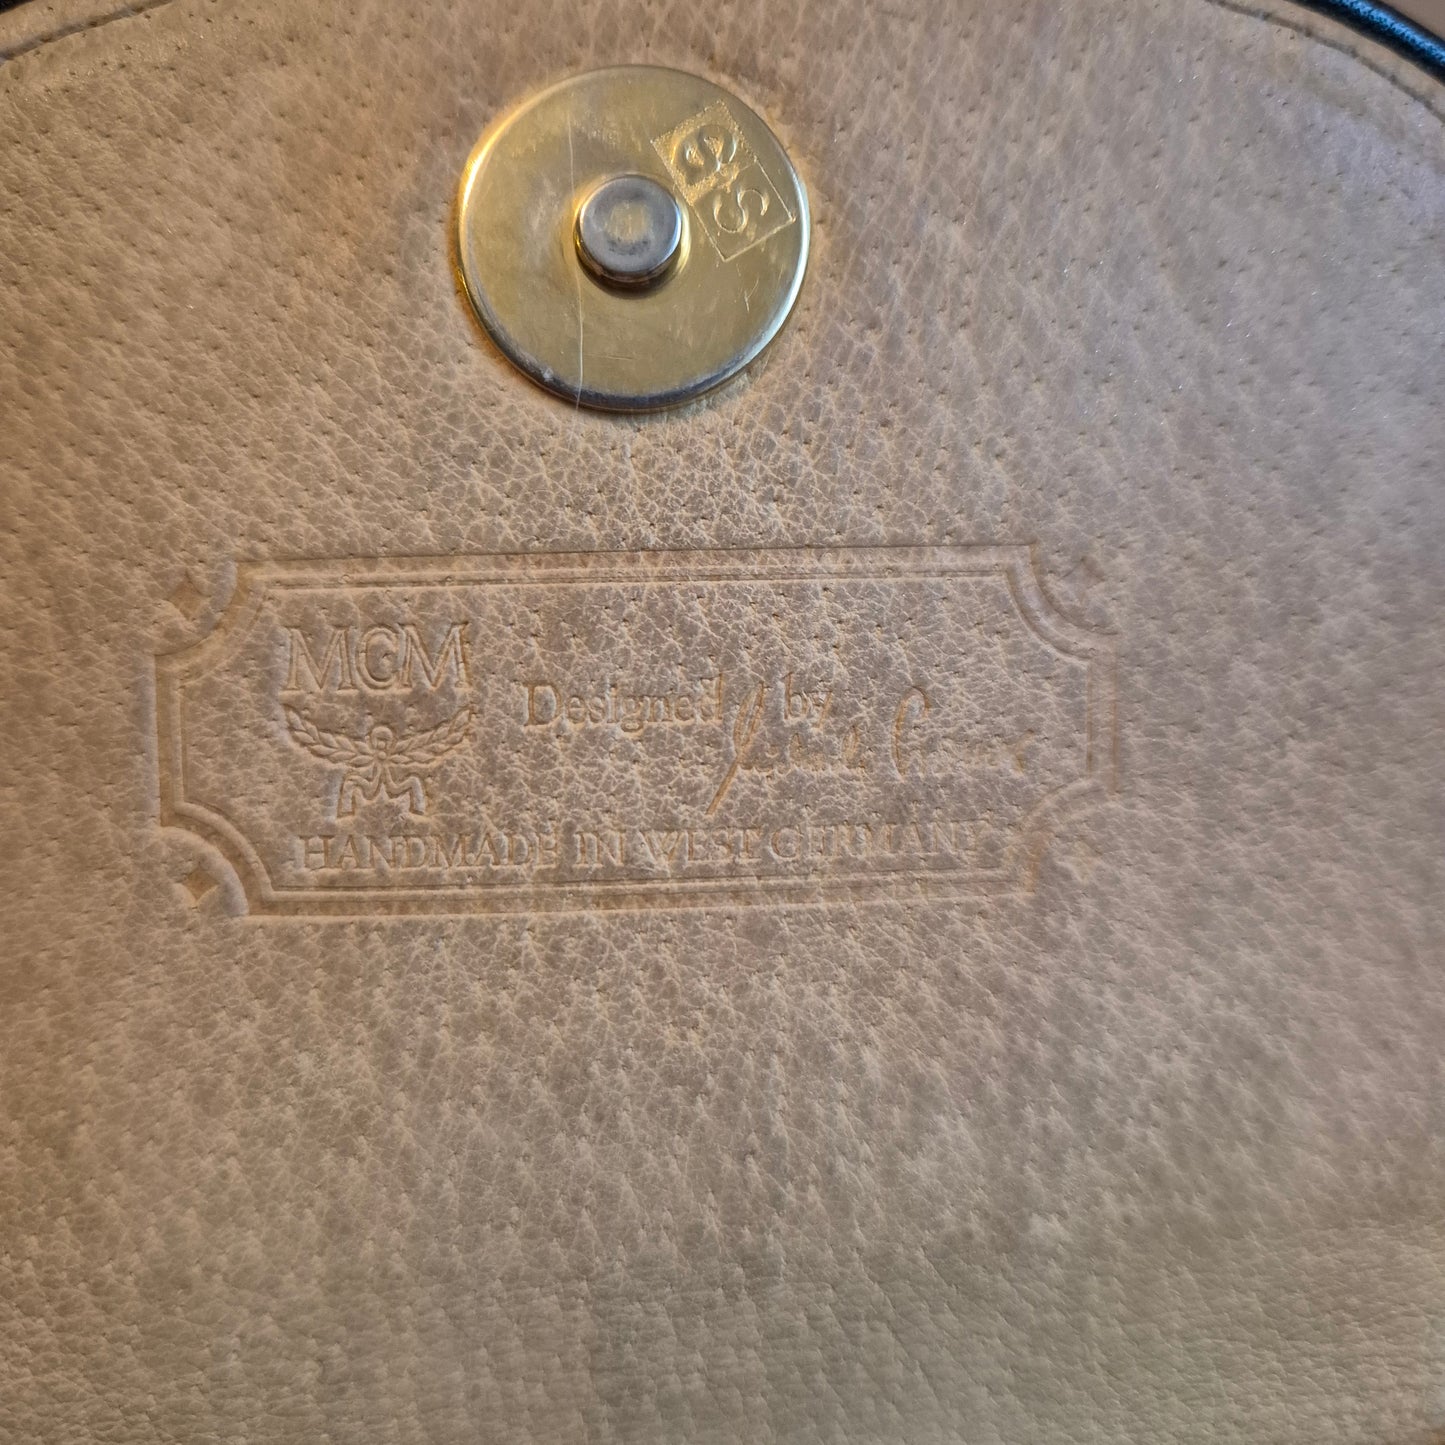 S+S
MCM
Designed by
HANDMADE IN WEST GERMANY